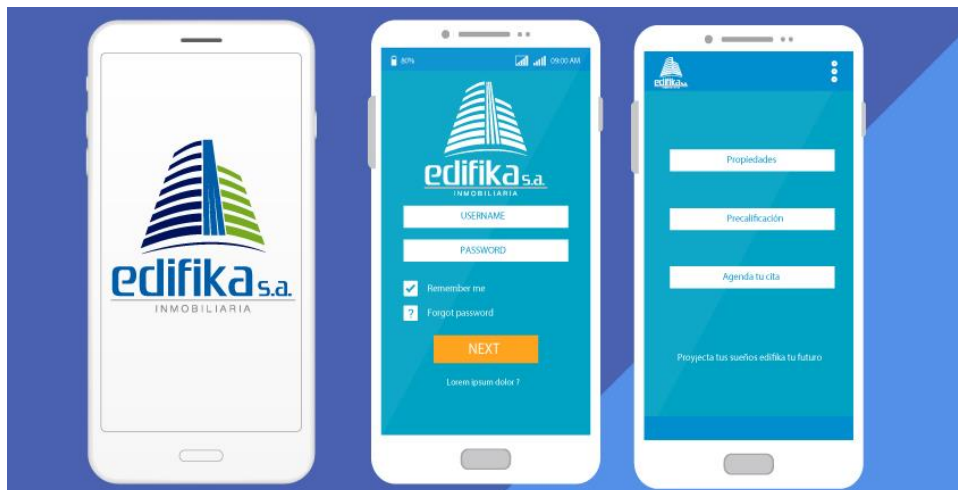 edifika s.a.
INMOBILIARIA
80%
09:00 AM
edifika s.a.
INMOBILIARIA
USERNAME
PASSWORD
Remember me
? Forgot password
NEXT
Lorem ipsum dolor ?
edifika s.a.
Propiedades
Precalificación
Agenda tu cita
Proyjecta tus sueños edifika tu futuro